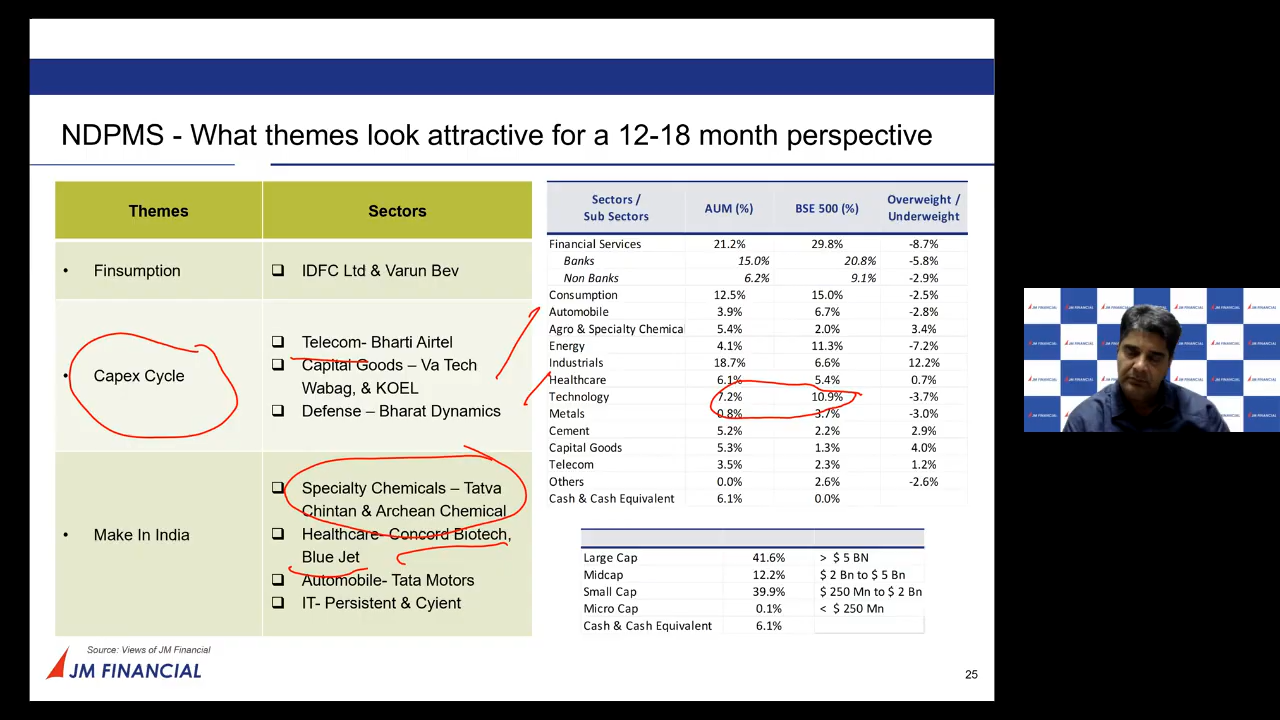 NDPMS - What themes look attractive for a 12-18 month perspective
Themes Sectors
• Finsumption
❑ IDFC Ltd & Varun Bev
• Capex Cycle
❑ Telecom- Bharti Airtel
❑ Capital Goods – Va Tech
Wabag, & KOEL
❑ Defense – Bharat Dynamics
• Make In India
❑ Specialty Chemicals – Tatva
Chintan & Archean Chemical
❑ Healthcare- Concord Biotech,
Blue Jet
❑ Automobile- Tata Motors
❑ IT- Persistent & Cyient
Sectors /
Sub Sectors
AUM (%)
BSE 500 (%)
Overweight /
Underweight
Financial Services 21.2% 29.8% -8.7%
Banks 15.0% 20.8% -5.8%
Non Banks 6.2% 9.1% -2.9%
Consumption 12.5% 15.0% -2.5%
Automobile 3.9% 6.7% -2.8%
Agro & Specialty Chemica 5.4% 2.0% 3.4%
Energy 4.1% 11.3% -7.2%
Industrials 18.7% 6.6% 12.2%
Healthcare 6.1% 5.4% 0.7%
Technology 7.2% 10.9% -3.7%
Metals 0.8% 3.7% -3.0%
Cement 5.2% 2.2% 2.9%
Capital Goods 5.3% 1.3% 4.0%
Telecom 3.5% 2.3% 1.2%
Others 0.0% 2.6% -2.6%
Cash & Cash Equivalent 6.1% 0.0%
Large Cap 41.6% > $ 5 BN
Midcap 12.2% $ 2 Bn to $ 5 Bn
Small Cap 39.9% $ 250 Mn to $ 2 Bn
Micro Cap 0.1% < $ 250 Mn
Cash & Cash Equivalent 6.1%
Source: Views of JM Financial
JM FINANCIAL
25